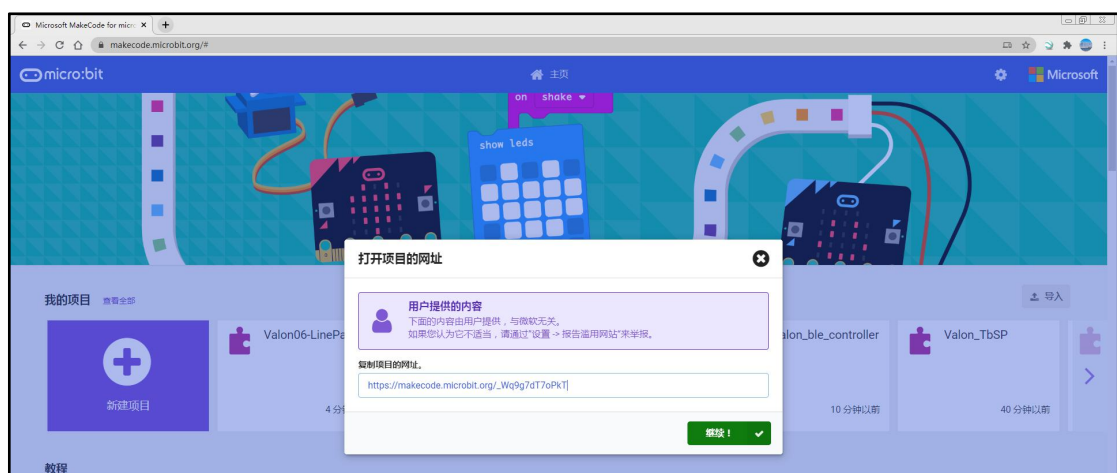 Microsoft MakeCode for micro:
makecode.microbit.org/#
micro:bit
主页
Microsoft
on shake
show leds
打开项目的网址
用户提供的内容
下面的内容由用户提供，与微软无关。
如果您认为它不适当，请通过"设置 -> 报告滥用网站"来举报。
复制项目的网址。
https://makecode.microbit.org/_Wq9g7dT7oPkT
继续！
我的项目 查看全部
导入
新建项目
Valon06-LinePa
4 分
alon_ble_controller
10 分钟以前
Valon_TbSP
40 分钟以前
教程